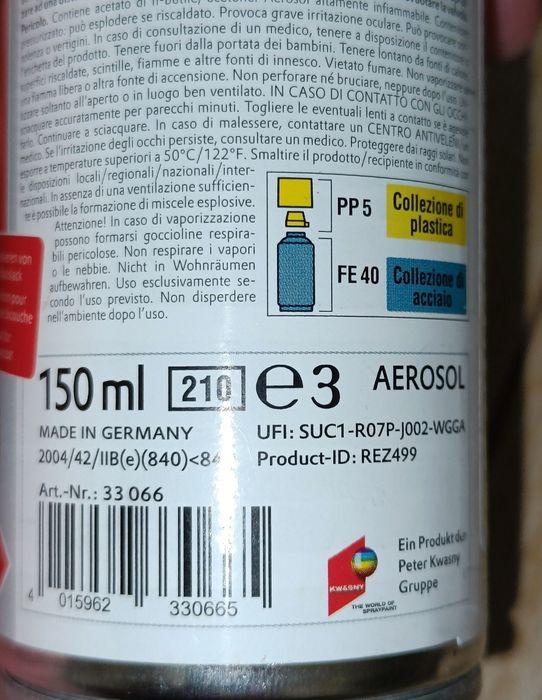 Pericolo. Contiene acetato di n-butile, Aerosol altamente infiammabile.
pressurizzato: può esplodere se riscaldato. Provoca grave irritazione oculare. Può provocare
o vertigini. In caso di consultazione di un medico, tenere a disposizione il contenitore
l'etichetta del prodotto. Tenere fuori dalla portata dei bambini. Tenere lontano da fonti di calore,
superfici riscaldate, scintille, fiamme e altre fonti di innesco. Vietato fumare. Non vaporizzare
una fiamma libera o altra fonte di accensione. Non perforare né bruciare, neppure dopo l'uso.
soltanto all'aperto o in luogo ben ventilato. IN CASO DI CONTATTO CON GLI OCCHI:
sciacquare accuratamente per parecchi minuti. Togliere le eventuali lenti a contatto se è
farlo. Continuare a sciacquare. In caso di malessere, contattare un CENTRO ANTIVELENI
medico. Se l'irritazione degli occhi persiste, consultare un medico. Proteggere dai raggi solari. Non
esporre a temperature superiori a 50°C/122°F. Smaltire il prodotto/recipiente in conformità
le disposizioni locali/regionali/nazionali/inter-
nazionali. In assenza di una ventilazione sufficien-
te è possibile la formazione di miscele esplosive.
Attenzione! In caso di vaporizzazione
possono formarsi goccioline respira-
bili pericolose. Non respirare i vapori
o le nebbie. Nicht in Wohnräumen
aufbewahren. Uso esclusivamente se-
condo l'uso previsto. Non disperdere
nell'ambiente dopo l'uso.
PP 5 Collezione di
plastica
FE 40 Collezione di
acciaio
150 ml 210 e 3 AEROSOL
MADE IN GERMANY UFI: SUC1-R07P-J002-WGGA
2004/42/IIB(e)(840)<84 Product-ID: REZ499
Art.-Nr.: 33 066
4 015962 330665
KWASNY
THE WORLD OF
SPRAYPAINT
Ein Produkt der
Peter Kwasny
Gruppe